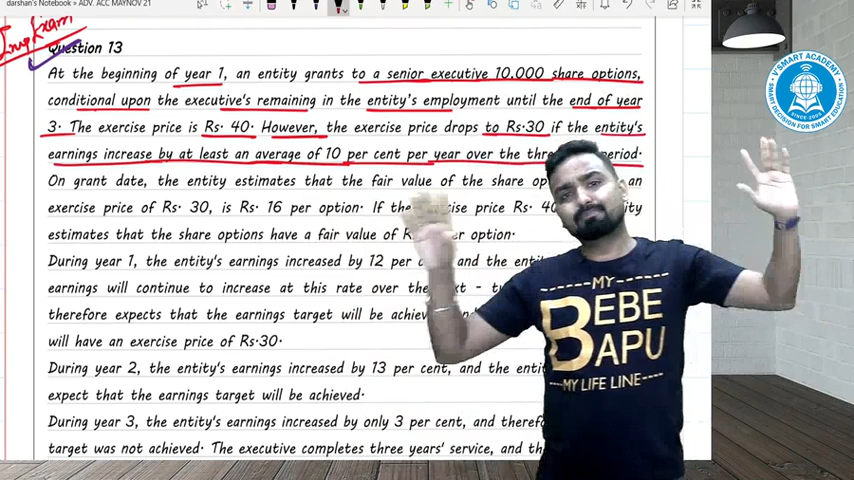 darshan's Notebook » ADV. ACC MAYNOV 21
Imp Exam
Question 13
At the beginning of year 1, an entity grants to a senior executive 10,000 share options,
conditional upon the executive's remaining in the entity's employment until the end of year
3. The exercise price is Rs. 40. However, the exercise price drops to Rs.30 if the entity's
earnings increase by at least an average of 10 per cent per year over the period.
On grant date, the entity estimates that the fair value of the share an
exercise price of Rs. 30, is Rs. 16 per option. If the price Rs.
estimates that the share options have a fair value of option.
During year 1, the entity's earnings increased by 12 per and the
earnings will continue to increase at this rate over the
therefore expects that the earnings target will be
will have an exercise price of Rs.30.
During year 2, the entity's earnings increased by 13 per cent, and the
expect that the earnings target will be achieved.
During year 3, the entity's earnings increased by only 3 per cent, and
target was not achieved. The executive completes three years' service, and
V'SMART ACADEMY
SINCE-2003
SMART DECISION FOR SMART EDUCATION
MY
BEBE
BAPU
MY LIFE LINE